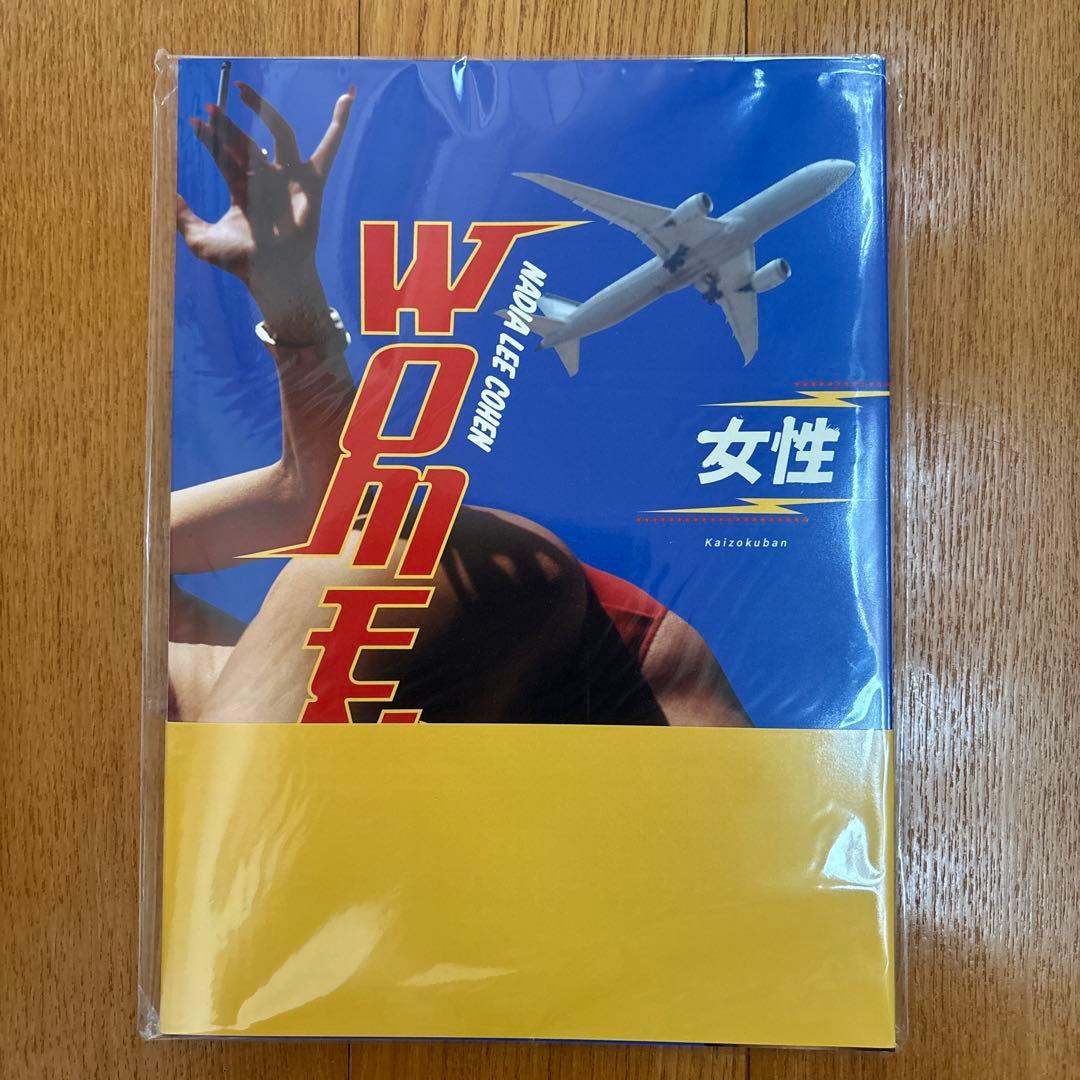 WOME
NADIA LEE COHEN
女性
Kaizokuban